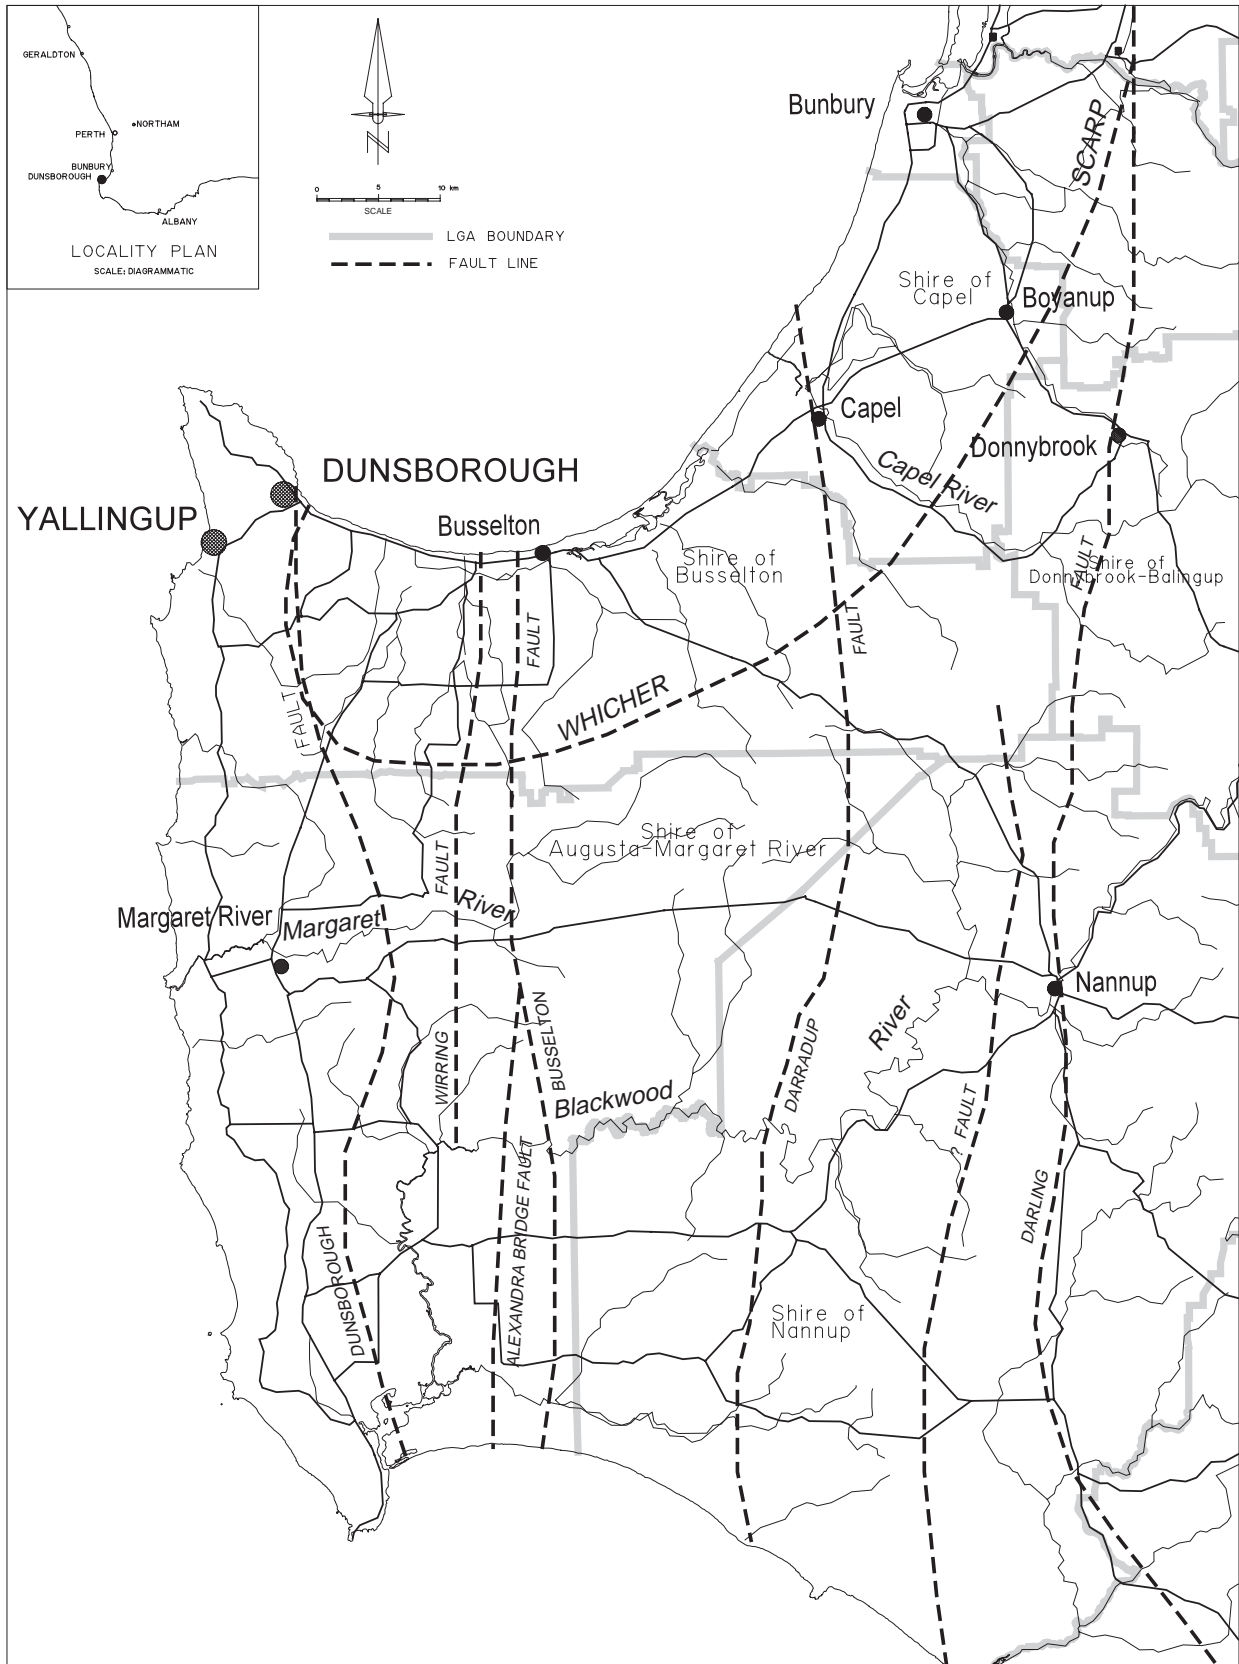 GERALDTON
NORTHAM
PERTH
BUNBURY
DUNSBOROUGH
ALBANY
LOCALITY PLAN
SCALE: DIAGRAMMATIC
N
0 5 10 km
SCALE
LGA BOUNDARY
FAULT LINE
Bunbury
SCARP
Shire of
Capel
Boyanup
Capel
Donnybrook
Capel River
DUNSBOROUGH
YALLINGUP
Busselton
Shire of
Busselton
FAULT
Shire of
Donnybrook-Balingup
FAULT
FAULT
WHICHER
FAULT
Shire of
Augusta-Margaret River
FAULT
Margaret River
Margaret
River
Nannup
River
BUSSELTON
DARRADUP
WIRRING
Blackwood
? FAULT
ALEXANDRA BRIDGE FAULT
DARLING
DUNSBOROUGH
Shire of
Nannup